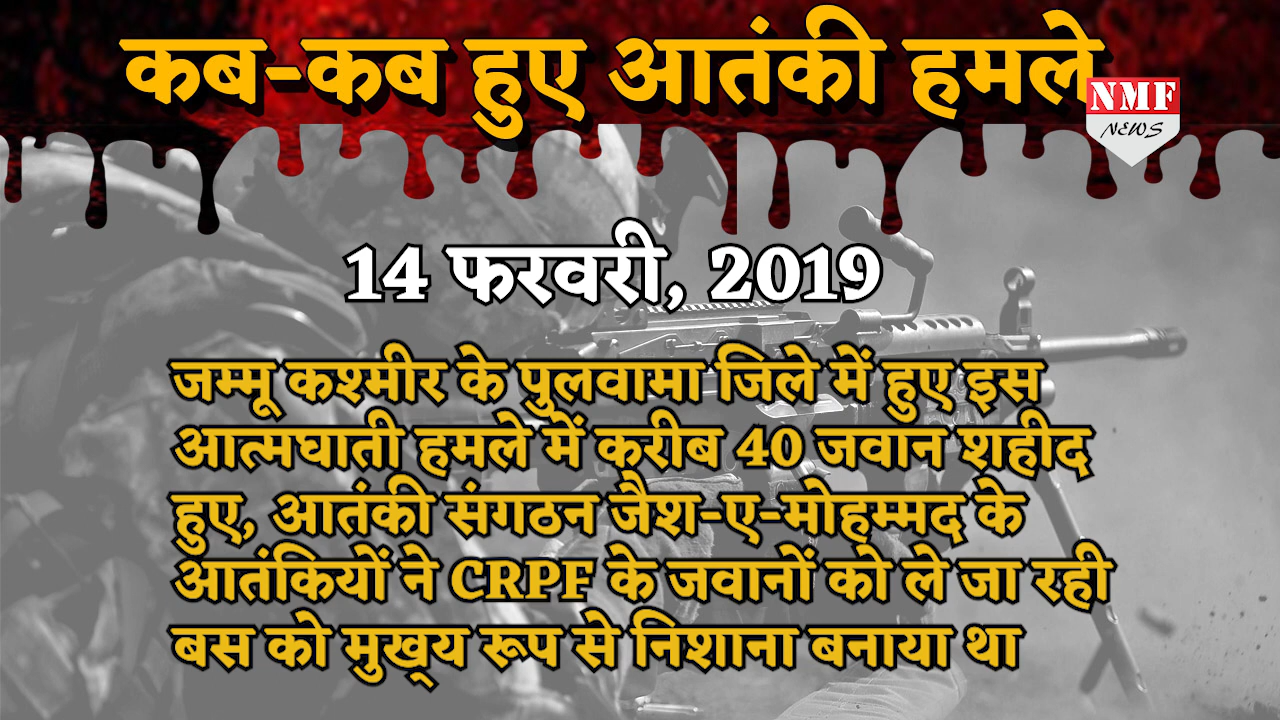 कब-कब हुए आतंकी हमले
NMF
NEWS
14 फरवरी, 2019
जम्मू कश्मीर के पुलवामा जिले में हुए इस
आत्मघाती हमले में करीब 40 जवान शहीद
हुए, आतंकी संगठन जैश-ए-मोहम्मद के
आतंकियों ने CRPF के जवानों को ले जा रही
बस को मुख्य रूप से निशाना बनाया था